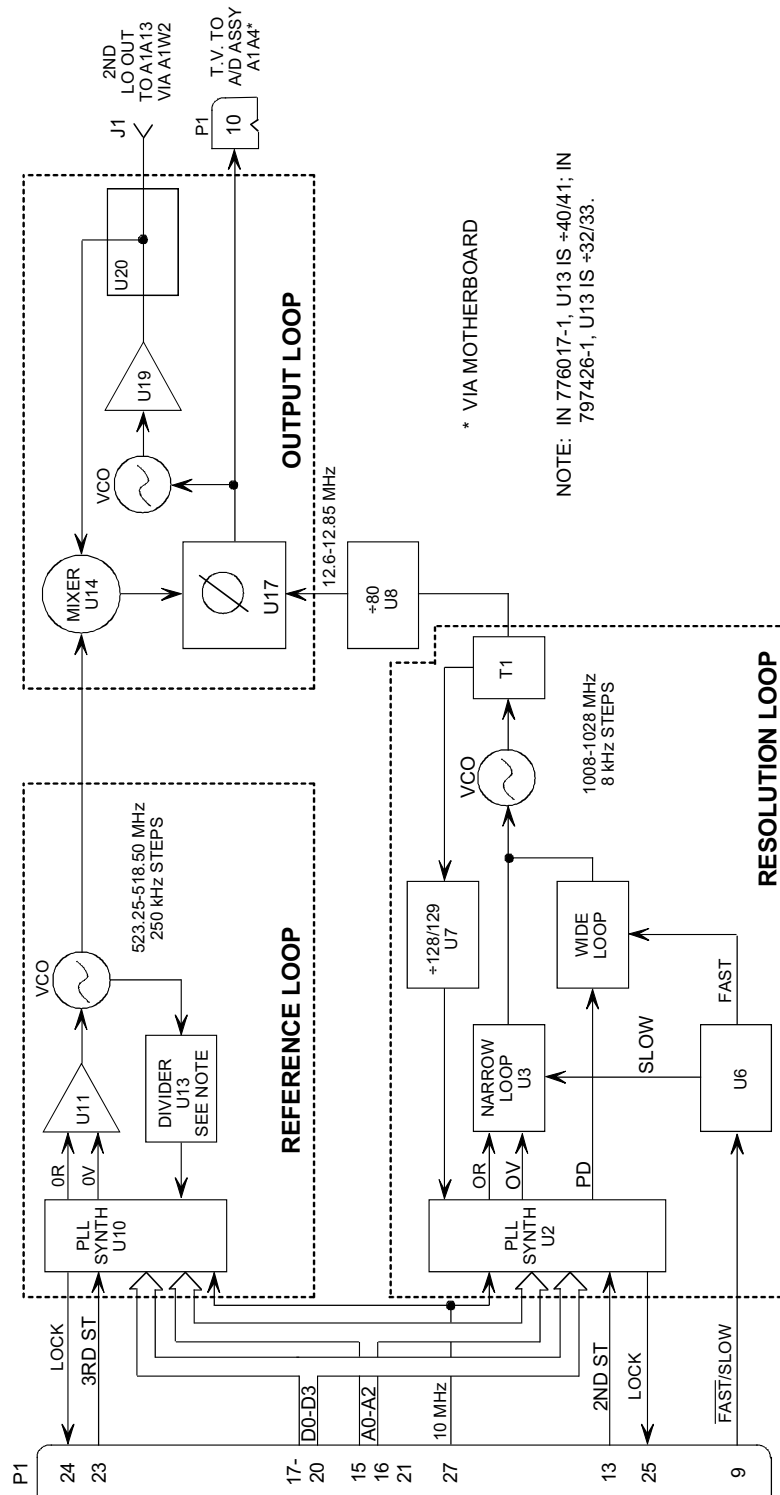 P1
24
23
17-
20
15
16
21
27
13
25
9
LOCK
3RD ST
D0-D3
A0-A2
10 MHz
2ND ST
LOCK
FAST/SLOW
PLL
SYNTH
U10
0R
0V
U11
VCO
DIVIDER
U13
SEE NOTE
523.25-518.50 MHz
250 kHz STEPS
REFERENCE LOOP
MIXER
U14
U17
VCO
U19
U20
OUTPUT LOOP
J1
2ND
LO OUT
TO A1A13
VIA A1W2
P1
10
T.V. TO
A/D ASSY
A1A4*
12.6-12.85 MHz
÷80
U8
PLL
SYNTH
U2
OR
OV
PD
÷128/129
U7
NARROW
LOOP
U3
WIDE
LOOP
SLOW
FAST
U6
VCO
T1
1008-1028 MHz
8 kHz STEPS
RESOLUTION LOOP
* VIA MOTHERBOARD
NOTE: IN 776017-1, U13 IS ÷40/41; IN
797426-1, U13 IS ÷32/33.